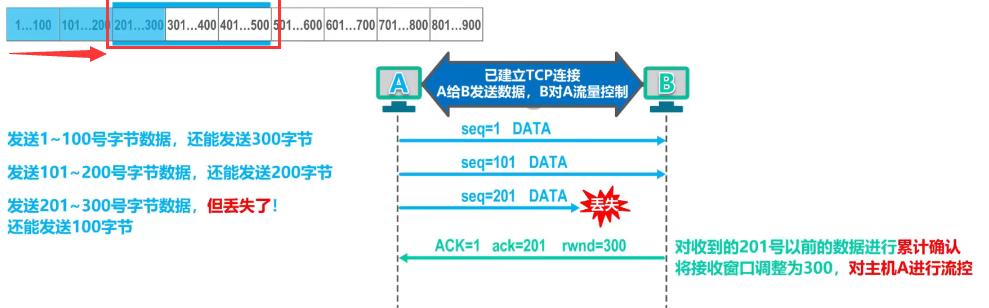 1…100 101…200 201…300 301…400 401…500 501…600 601…700 701…800 801…900
A
已建立TCP连接
A给B发送数据，B对A流量控制
B
发送1~100号字节数据，还能发送300字节
seq=1 DATA
发送101~200号字节数据，还能发送200字节
seq=101 DATA
发送201~300号字节数据，但丢失了！
还能发送100字节
seq=201 DATA
丢失
ACK=1 ack=201 rwnd=300
对收到的201号以前的数据进行累计确认
将接收窗口调整为300，对主机A进行流控